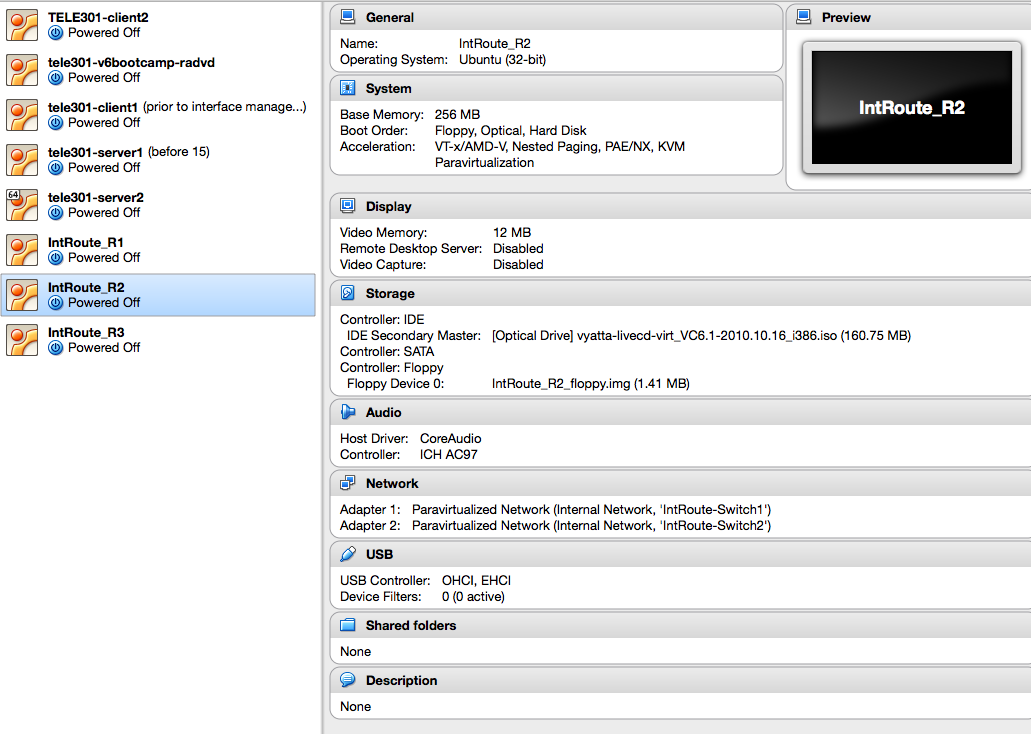 TELE301-client2
Powered Off
tele301-v6bootcamp-radvd
Powered Off
tele301-client1 (prior to interface manage...)
Powered Off
tele301-server1 (before 15)
Powered Off
64
tele301-server2
Powered Off
IntRoute_R1
Powered Off
IntRoute_R2
Powered Off
IntRoute_R3
Powered Off
General
Name: IntRoute_R2
Operating System: Ubuntu (32-bit)
System
Base Memory: 256 MB
Boot Order: Floppy, Optical, Hard Disk
Acceleration: VT-x/AMD-V, Nested Paging, PAE/NX, KVM
Paravirtualization
Preview
IntRoute_R2
Display
Video Memory: 12 MB
Remote Desktop Server: Disabled
Video Capture: Disabled
Storage
Controller: IDE
IDE Secondary Master: [Optical Drive] vyatta-livecd-virt_VC6.1-2010.10.16_i386.iso (160.75 MB)
Controller: SATA
Controller: Floppy
Floppy Device 0: IntRoute_R2_floppy.img (1.41 MB)
Audio
Host Driver: CoreAudio
Controller: ICH AC97
Network
Adapter 1: Paravirtualized Network (Internal Network, 'IntRoute-Switch1')
Adapter 2: Paravirtualized Network (Internal Network, 'IntRoute-Switch2')
USB
USB Controller: OHCI, EHCI
Device Filters: 0 (0 active)
Shared folders
None
Description
None